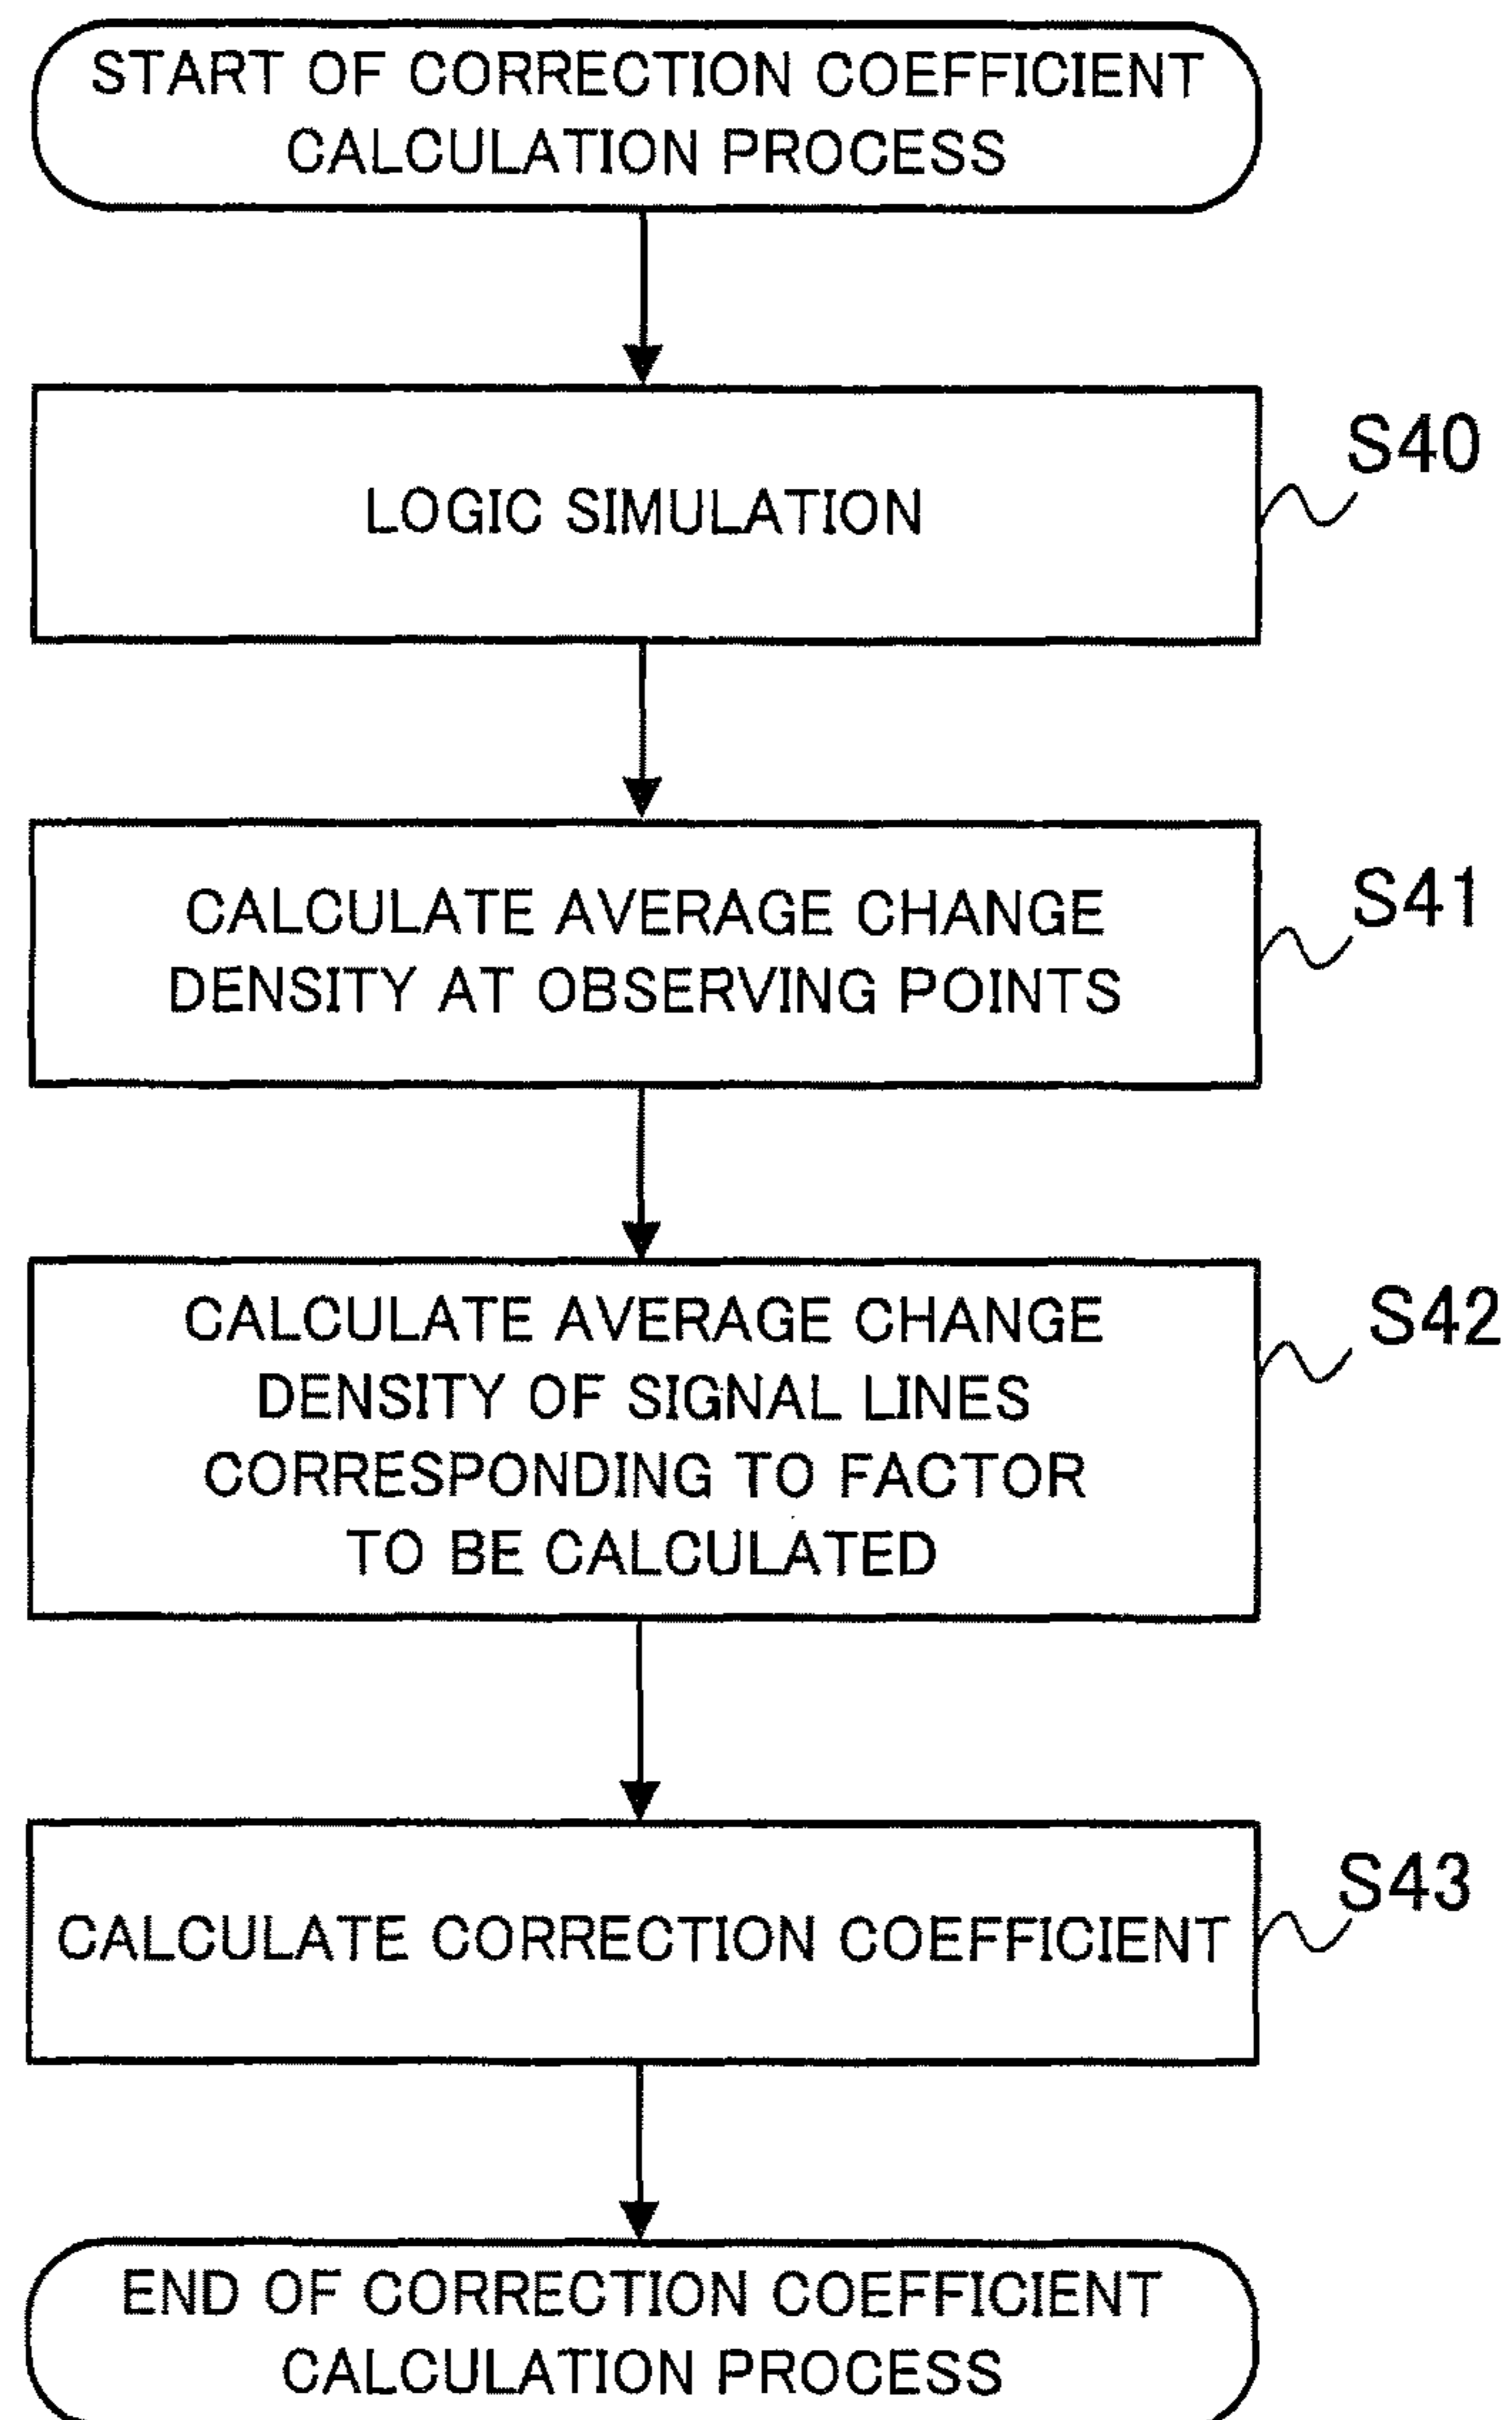 START OF CORRECTION COEFFICIENT
CALCULATION PROCESS
LOGIC SIMULATION
S40
CALCULATE AVERAGE CHANGE
DENSITY AT OBSERVING POINTS
S41
CALCULATE AVERAGE CHANGE
DENSITY OF SIGNAL LINES
CORRESPONDING TO FACTOR
TO BE CALCULATED
S42
CALCULATE CORRECTION COEFFICIENT
S43
END OF CORRECTION COEFFICIENT
CALCULATION PROCESS